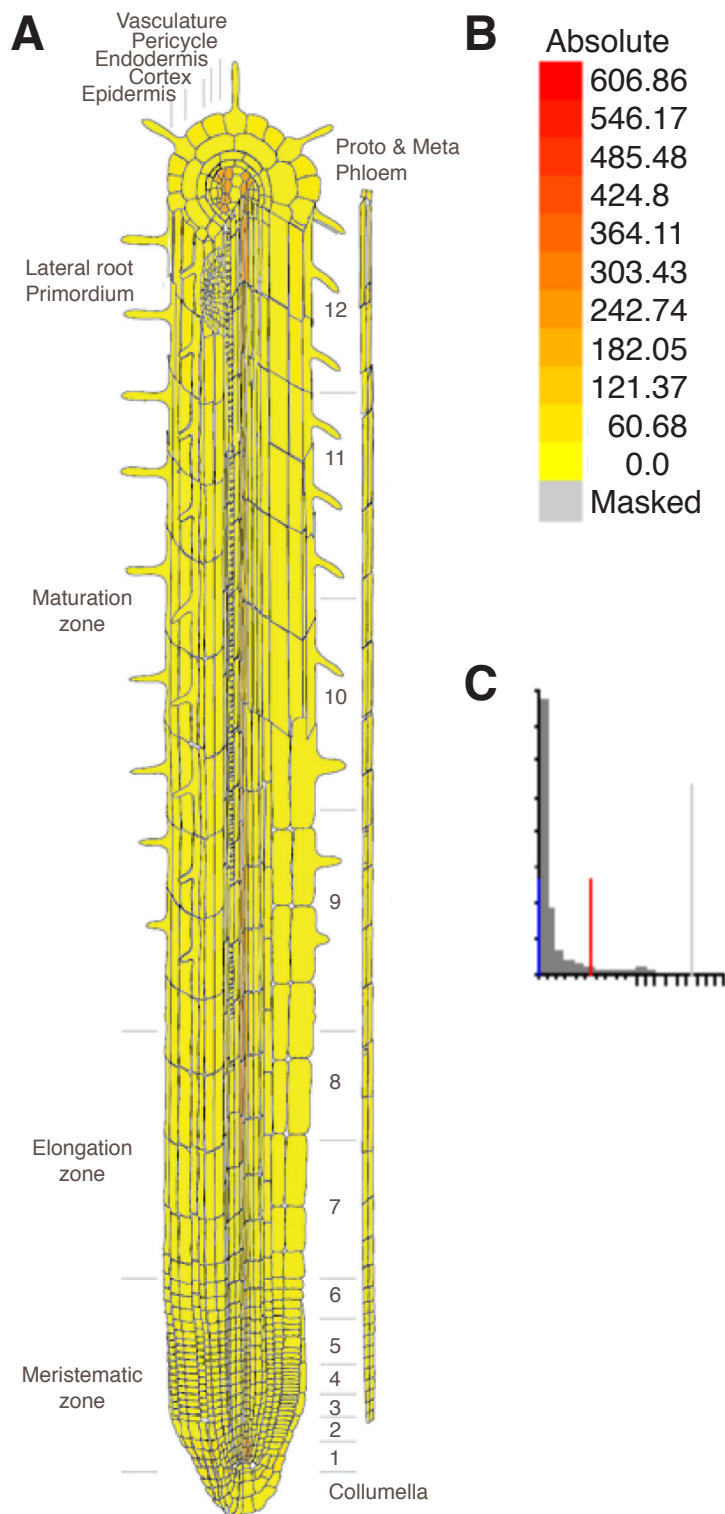 A
Vasculature
Pericycle
Endodermis
Cortex
Epidermis
Proto & Meta
Phloem
Lateral root
Primordium
12
11
Maturation
zone
10
9
8
Elongation
zone
7
6
5
Meristematic
zone
4
3
2
1
Collumella
B
Absolute
606.86
546.17
485.48
424.8
364.11
303.43
242.74
182.05
121.37
60.68
0.0
Masked
C